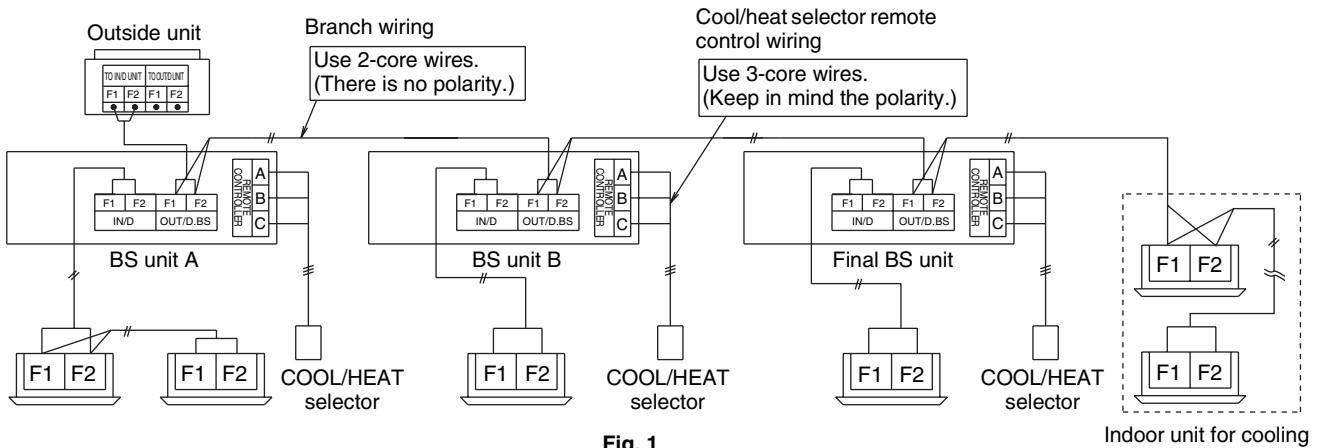 Outside unit
Branch wiring
Cool/heat selector remote
control wiring
Use 2-core wires.
(There is no polarity.)
Use 3-core wires.
(Keep in mind the polarity.)
TO IN/D UNIT TO OUT/D UNIT
F1 F2 F1 F2
F1 F2 F1 F2
IN/D OUT/D.BS
REMOTE
CONTROLLER
A
B
C
BS unit A
F1 F2 F1 F2
IN/D OUT/D.BS
REMOTE
CONTROLLER
A
B
C
BS unit B
F1 F2 F1 F2
IN/D OUT/D.BS
REMOTE
CONTROLLER
A
B
C
Final BS unit
F1 F2
F1 F2
F1 F2
COOL/HEAT
selector
F1 F2
COOL/HEAT
selector
F1 F2
COOL/HEAT
selector
F1 F2
Indoor unit for cooling
Fig. 1